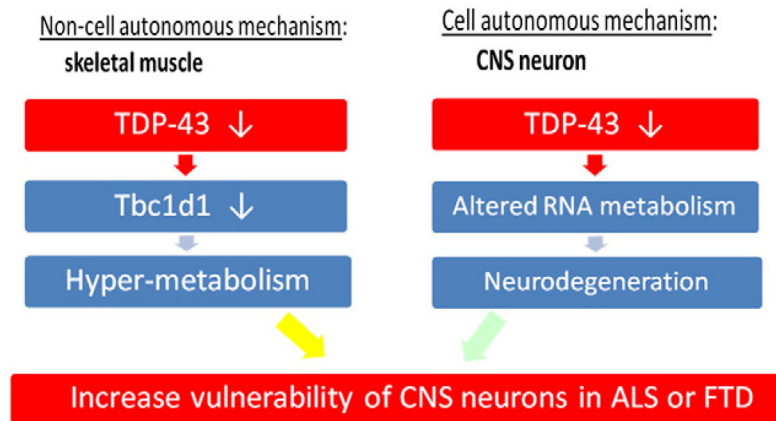 Non-cell autonomous mechanism:
skeletal muscle
TDP-43 ↓
Tbc1d1 ↓
Hyper-metabolism
Cell autonomous mechanism:
CNS neuron
TDP-43 ↓
Altered RNA metabolism
Neurodegeneration
Increase vulnerability of CNS neurons in ALS or FTD